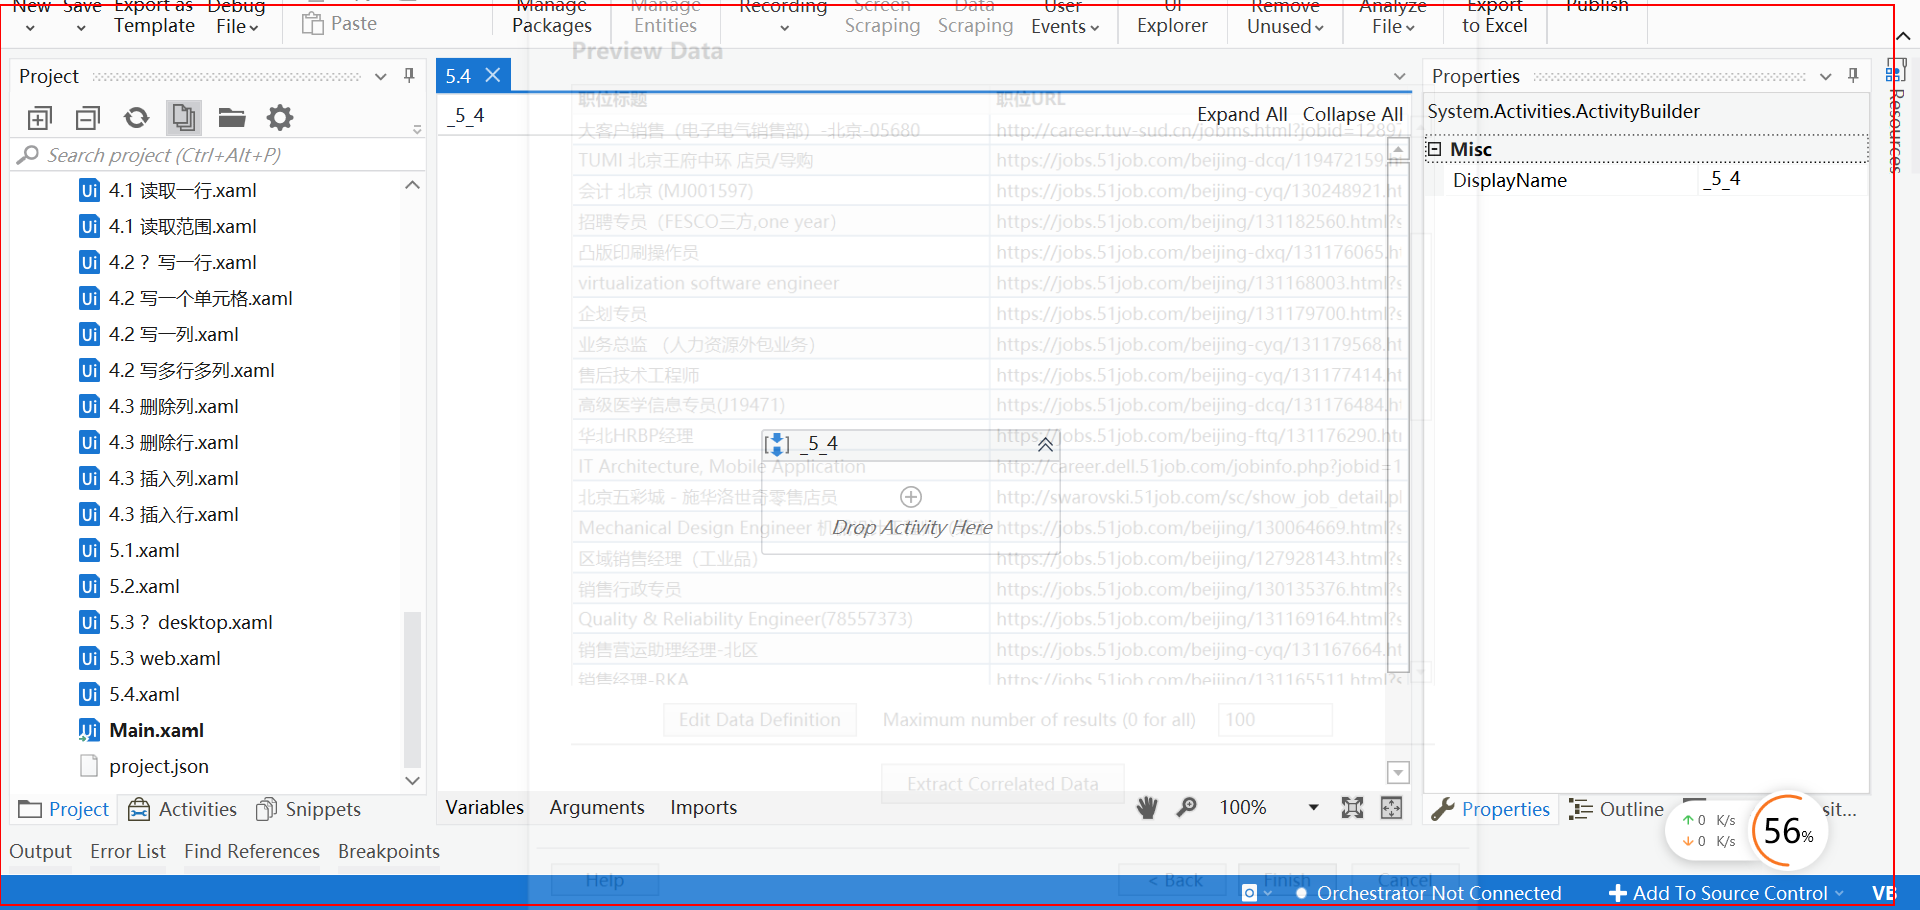 New Save Export as Debug Manage Manage Recording Screen Data User UI Remove Analyze Export Publish
Template File Paste Packages Entities Scraping Scraping Events Explorer Unused File to Excel
Preview Data
Project
5.4
Properties
Resources
_5_4
Expand All Collapse All
System.Activities.ActivityBuilder
Search project (Ctrl+Alt+P)
Misc
DisplayName _5_4
4.1 读取一行.xaml
4.1 读取范围.xaml
4.2 ? 写一行.xaml
4.2 写一个单元格.xaml
4.2 写一列.xaml
4.2 写多行多列.xaml
4.3 删除列.xaml
4.3 删除行.xaml
4.3 插入列.xaml
4.3 插入行.xaml
5.1.xaml
5.2.xaml
5.3 ? desktop.xaml
5.3 web.xaml
5.4.xaml
Main.xaml
project.json
职位标题 职位URL
大客户销售（电子电气销售部）-北京-05680 http://career.tuv-sud.cn/jobms.html?jobid=1289
TUMI 北京王府中环 店员/导购 https://jobs.51job.com/beijing-dcq/119472159.ht
会计 北京 (MJ001597) https://jobs.51job.com/beijing-cyq/130248921.ht
招聘专员（FESCO三方,one year） https://jobs.51job.com/beijing/131182560.html?s
凸版印刷操作员 https://jobs.51job.com/beijing-dxq/131176065.ht
virtualization software engineer https://jobs.51job.com/beijing/131168003.html?s
企划专员 https://jobs.51job.com/beijing/131179700.html?s
业务总监 （人力资源外包业务） https://jobs.51job.com/beijing-cyq/131179568.ht
售后技术工程师 https://jobs.51job.com/beijing-cyq/131177414.ht
高级医学信息专员(J19471) https://jobs.51job.com/beijing-dcq/131176484.ht
华北HRBP经理 https://jobs.51job.com/beijing-ftq/131176290.ht
_5_4
IT Architecture, Mobile Application http://career.dell.51job.com/jobinfo.php?jobid=1
北京五彩城 - 施华洛世奇零售店员 http://swarovski.51job.com/sc/show_job_detail.p
Mechanical Design Engineer https://jobs.51job.com/beijing/130064669.html?s
Drop Activity Here
区域销售经理（工业品） https://jobs.51job.com/beijing/127928143.html?s
销售行政专员 https://jobs.51job.com/beijing/130135376.html?s
Quality & Reliability Engineer(78557373) https://jobs.51job.com/beijing/131169164.html?s
销售营运助理经理-北区 https://jobs.51job.com/beijing-cyq/131167664.ht
销售经理-RKA https://jobs.51job.com/beijing/131165511.html?s
Edit Data Definition Maximum number of results (0 for all) 100
Extract Correlated Data
Project Activities Snippets
Variables Arguments Imports 100%
Properties Outline sit...
0 K/s
0 K/s
56%
Output Error List Find References Breakpoints
Help < Back Finish Cancel
Orchestrator Not Connected Add To Source Control VB